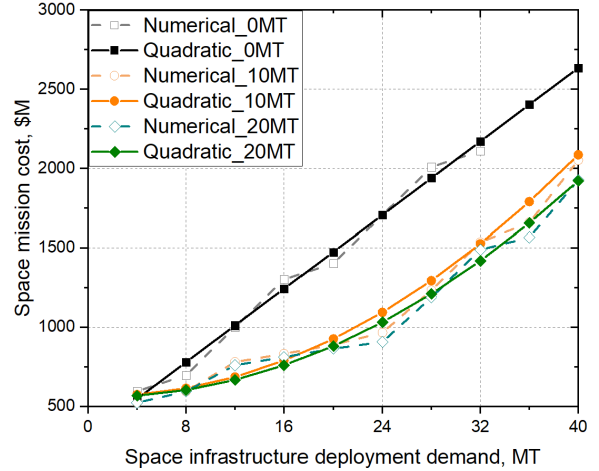 3000
2500
2000
1500
1000
500
Space mission cost, $M
Numerical_0MT
Quadratic_0MT
Numerical_10MT
Quadratic_10MT
Numerical_20MT
Quadratic_20MT
0 8 16 24 32 40
Space infrastructure deployment demand, MT